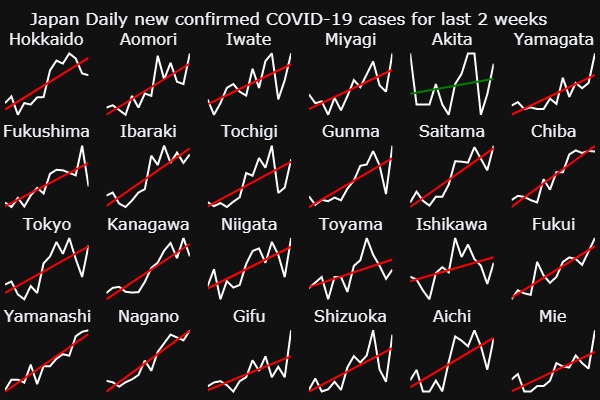 Japan Daily new confirmed COVID-19 cases for last 2 weeks
Hokkaido Aomori Iwate Miyagi Akita Yamagata
Fukushima Ibaraki Tochigi Gunma Saitama Chiba
Tokyo Kanagawa Niigata Toyama Ishikawa Fukui
Yamanashi Nagano Gifu Shizuoka Aichi Mie